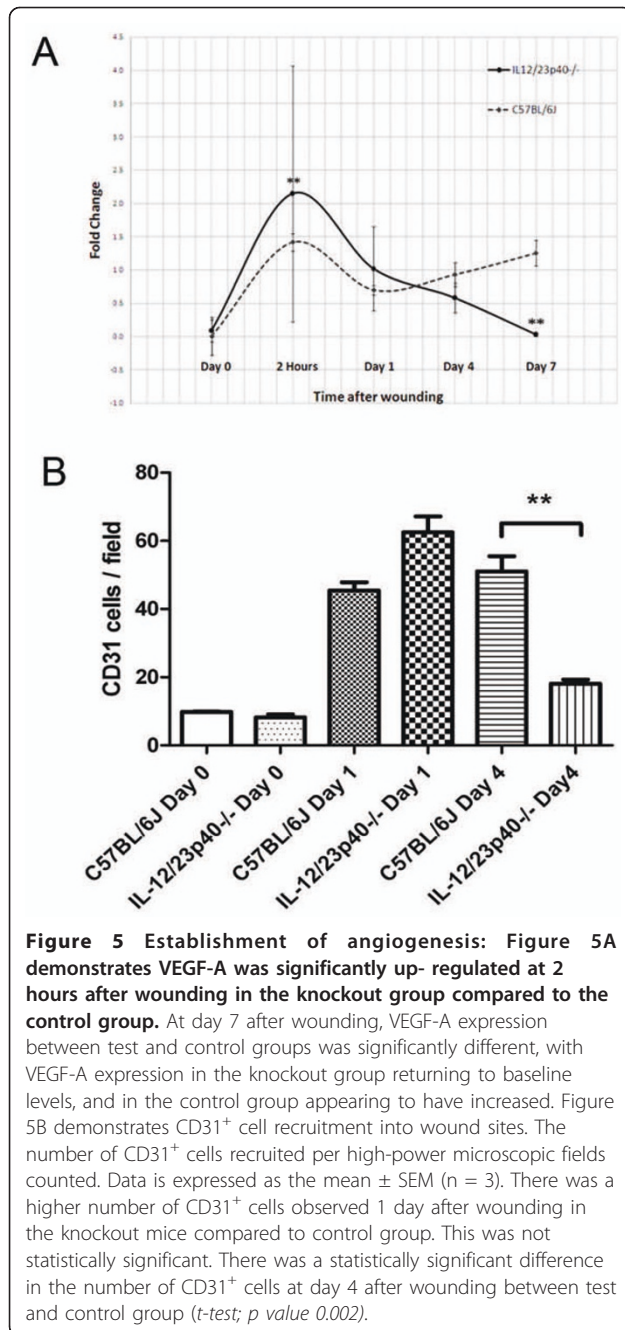 A
4.5
4.0
3.5
3.0
2.5
2.0
1.5
1.0
0.5
0.0
-0.5
-1.0
Fold Change
IL12/23p40-/-
C57BL/6J
**
**
Day 0 2 Hours Day 1 Day 4 Day 7
Time after wounding
B
80
60
40
20
0
CD31 cells / field
**
C57BL/6J Day 0
IL-12/23p40-/- Day 0
C57BL/6J Day 1
IL-12/23p40-/- Day 1
C57BL/6J Day 4
IL-12/23p40-/- Day4
Figure 5 Establishment of angiogenesis: Figure 5A
demonstrates VEGF-A was significantly up- regulated at 2
hours after wounding in the knockout group compared to the
control group. At day 7 after wounding, VEGF-A expression
between test and control groups was significantly different, with
VEGF-A expression in the knockout group returning to baseline
levels, and in the control group appearing to have increased. Figure
5B demonstrates CD31⁺ cell recruitment into wound sites. The
number of CD31⁺ cells recruited per high-power microscopic fields
counted. Data is expressed as the mean ± SEM (n = 3). There was a
higher number of CD31⁺ cells observed 1 day after wounding in
the knockout mice compared to control group. This was not
statistically significant. There was a statistically significant difference
in the number of CD31⁺ cells at day 4 after wounding between test
and control group (t-test; p value 0.002).